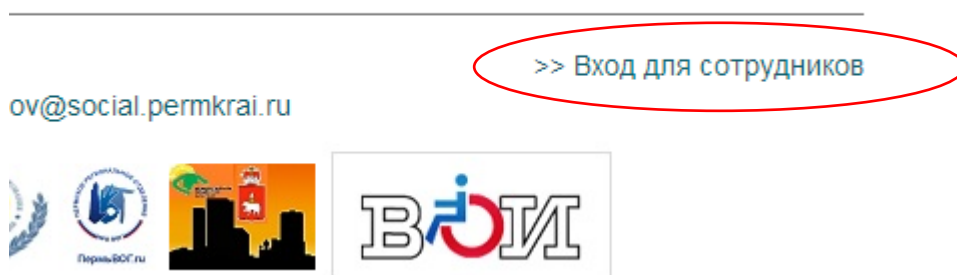 >> Вход для сотрудников
ov@social.permkrai.ru
ПермьВОГ.ru
ВОИ